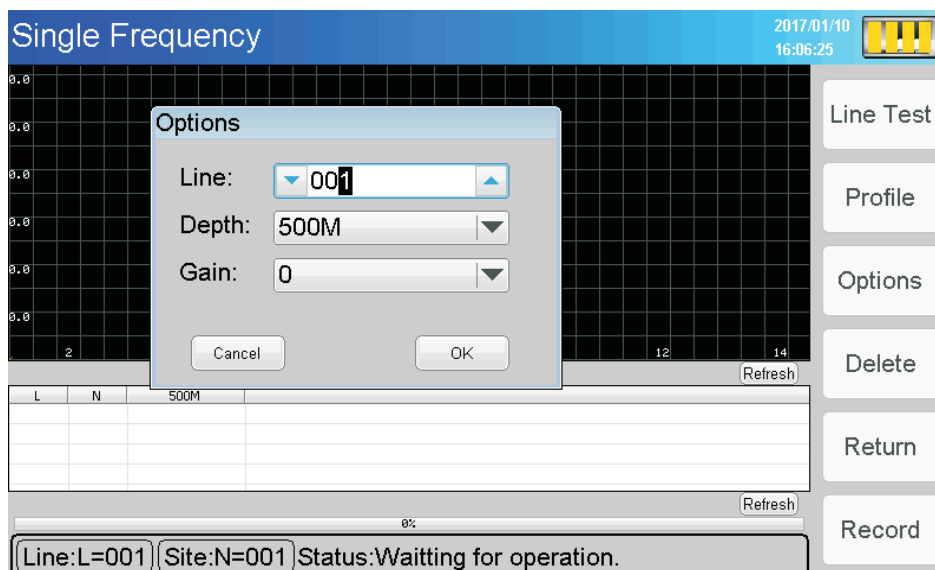 Single Frequency
2017/01/10
16:06:25
0.0
0.0
0.0
0.0
0.0
0.0
2
12
14
Options
Line: 001
Depth: 500M
Gain: 0
Cancel OK
Refresh
L N 500M
Refresh
0%
Line:L=001 Site:N=001 Status:Waitting for operation.
Line Test
Profile
Options
Delete
Return
Record